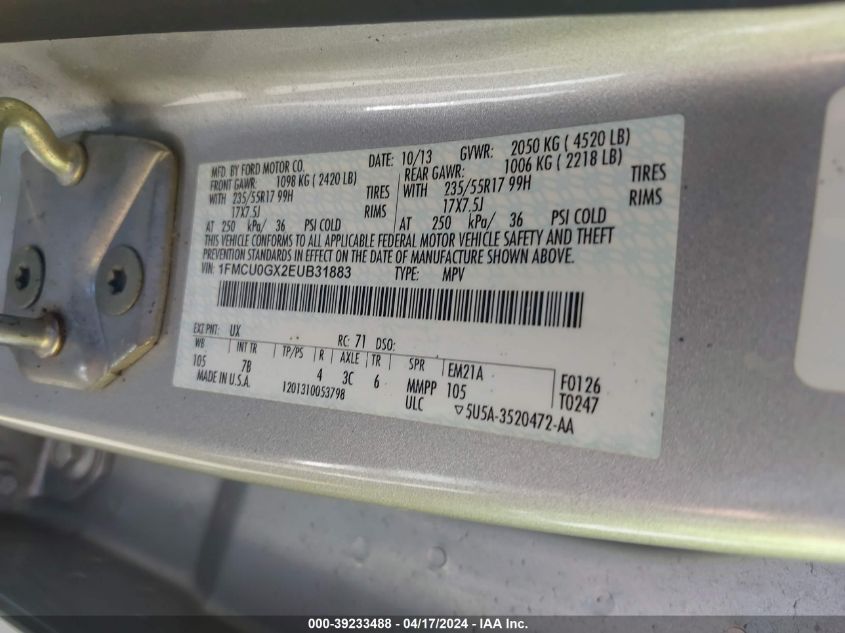 MFD. BY FORD MOTOR CO. DATE: 10/13 GVWR: 2050 KG ( 4520 LB)
FRONT GAWR: 1098 KG ( 2420 LB) REAR GAWR: 1006 KG ( 2218 LB)
WITH 235/55R17 99H TIRES WITH 235/55R17 99H TIRES
17X7.5J RIMS 17X7.5J RIMS
AT 250 kPa/ 36 PSI COLD AT 250 kPa/ 36 PSI COLD
THIS VEHICLE CONFORMS TO ALL APPLICABLE FEDERAL MOTOR VEHICLE SAFETY AND THEFT
PREVENTION STANDARDS IN EFFECT ON THE DATE OF MANUFACTURE SHOWN ABOVE.
VIN: 1FMCU0GX2EUB31883 TYPE: MPV
EXT PNT: UX RC: 71 DSO:
WB INT TR TP/PS R AXLE TR SPR EM21A F0126
105 7B 4 3C 6 MMPP 105 T0247
MADE IN U.S.A. 1201310053798 ULC ▽5U5A-3520472-AA
000-39233488 - 04/17/2024 - IAA Inc.